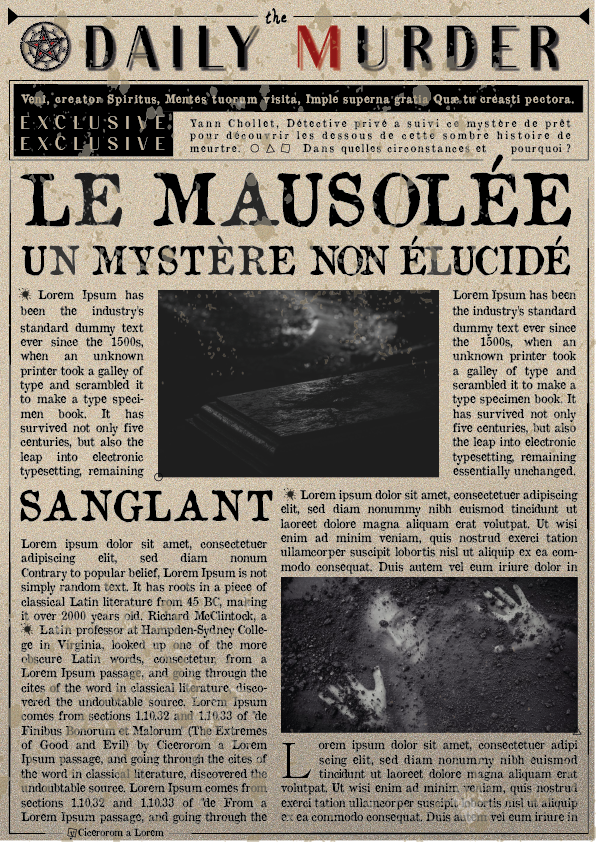 the
DAILY MURDER
Veni, creator Spiritus, Mentes tuorum visita, Imple superna gratia Quæ tu creasti pectora.
EXCLUSIVE
EXCLUSIVE
Yann Chollet, Détective privé a suivi ce mystère de prêt
pour découvrir les dessous de cette sombre histoire de
meurtre. ○ △ □ Dans quelles circonstances et pourquoi ?
LE MAUSOLÉE
UN MYSTÈRE NON ÉLUCIDÉ
Lorem Ipsum has
been the industry's
standard dummy text
ever since the 1500s,
when an unknown
printer took a galley of
type and scrambled it
to make a type speci-
men book. It has
survived not only five
centuries, but also the
leap into electronic
typesetting, remaining
Lorem Ipsum has been
the industry's standard
dummy text ever since
the 1500s, when an
unknown printer took
a galley of type and
scrambled it to make a
type specimen book. It
has survived not only
five centuries, but also
the leap into electronic
typesetting, remaining
essentially unchanged.
SANGLANT
Lorem ipsum dolor sit amet, consectetuer
adipiscing elit, sed diam nonum
Contrary to popular belief, Lorem Ipsum is not
simply random text. It has roots in a piece of
classical Latin literature from 45 BC, making
it over 2000 years old. Richard McClintock, a
Latin professor at Hampden-Sydney Colle-
ge in Virginia, looked up one of the more
obscure Latin words, consectetur, from a
Lorem Ipsum passage, and going through the
cites of the word in classical literature, disco-
vered the undoubtable source. Lorem Ipsum
comes from sections 1.10.32 and 1.10.33 of "de
Finibus Bonorum et Malorum" (The Extremes
of Good and Evil) by Cicerorom a Lorem
Ipsum passage, and going through the cites of
the word in classical literature, discovered the
undoubtable source. Lorem Ipsum comes from
sections 1.10.32 and 1.10.33 of "de From a
Lorem Ipsum passage, and going through the
Cicerorom a Lorem
Lorem ipsum dolor sit amet, consectetuer adipiscing
elit, sed diam nonummy nibh euismod tincidunt ut
laoreet dolore magna aliquam erat volutpat. Ut wisi
enim ad minim veniam, quis nostrud exerci tation
ullamcorper suscipit lobortis nisl ut aliquip ex ea com-
modo consequat. Duis autem vel eum iriure dolor in
Lorem ipsum dolor sit amet, consectetuer adipi
scing elit, sed diam nonummy nibh euismod
tincidunt ut laoreet dolore magna aliquam erat
volutpat. Ut wisi enim ad minim veniam, quis nostrud
exerci tation ullamcorper suscipit lobortis nisl ut aliquip
ex ea commodo consequat. Duis autem vel eum iriure in